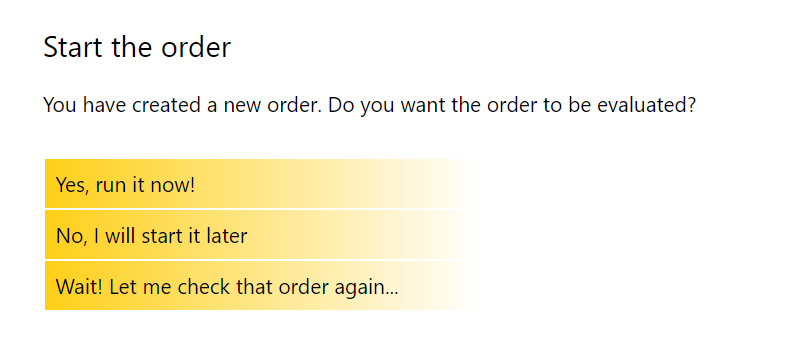 Start the order
You have created a new order. Do you want the order to be evaluated?
Yes, run it now!
No, I will start it later
Wait! Let me check that order again...